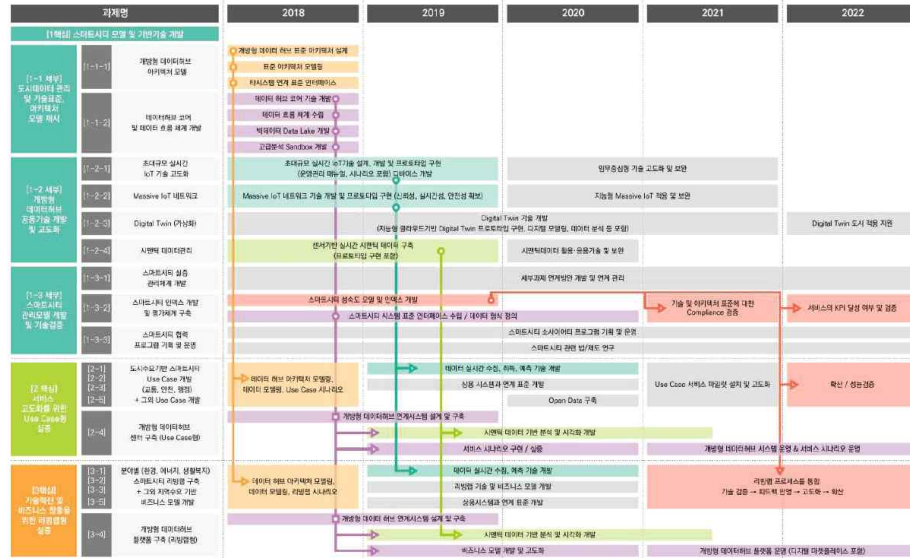 과제명
2018
2019
2020
2021
2022
[1핵심] 스마트시티 모델 및 기반기술 개발
[1-1 세부]
도시데이터 관리
및 기술표준,
아키텍처
모델 제시
[1-1-1]
개방형 데이터허브
아키텍처 모델
개방형 데이터 허브 표준 아키텍처 설계
표준 아키텍처 모델링
타시스템 연계 표준 인터페이스
[1-1-2]
데이터허브 코어
및 데이터 흐름 체계 개발
데이터 허브 코어 기술 개발
데이터 흐름 체계 수립
빅데이터 Data Lake 개발
고급분석 Sandbox 개발
[1-2 세부]
개방형
데이터허브
공통기술 개발
및 고도화
[1-2-1]
초대규모 실시간
IoT 기술 고도화
초대규모 실시간 IoT기술 설계, 개발 및 프로토타입 구현
(운영관리 매뉴얼, 시나리오 포함) 디바이스 개발
임무중심형 기술 고도화 및 보완
[1-2-2]
Massive IoT 네트워크
Massive IoT 네트워크 기술 개발 및 프로토타입 구현 (신뢰성, 실시간성, 안전성 확보)
지능형 Massive IoT 적용 및 보완
[1-2-3]
Digital Twin (가상화)
Digital Twin 기술 개발
(지능형 클라우드기반 Digital Twin 프로토타입 구현, 디지털 모델링, 데이터 분석 등 포함)
Digital Twin 도시 적용 지원
[1-2-4]
시맨틱 데이터관리
센서기반 실시간 시맨틱 데이터 구축
(프로토타입 구현 포함)
시맨틱데이터 활용·응용기술 및 보완
[1-3 세부]
스마트시티
관리모델 개발
및 기술검증
[1-3-1]
스마트시티 실증
관리체계 개발
세부과제 연계방안 개발 및 연계 관리
[1-3-2]
스마트시티 인덱스 개발
및 평가체계 구축
스마트시티 성숙도 모델 및 인덱스 개발
스마트시티 시스템 표준 인터페이스 수립 / 데이터 형식 정의
기술 및 아키텍처 표준에 대한
Compliance 검증
서비스의 KPI 달성 여부 및 검증
[1-3-3]
스마트시티 협력
프로그램 기획 및 운영
스마트시티 소사이어티 프로그램 기획 및 운영
스마트시티 관련 법/제도 연구
[2 핵심]
서비스
고도화를 위한
Use Case형
실증
[2-1]
[2-2]
[2-3]
[2-5]
도시수요기반 스마트시티
Use Case 개발
(교통, 안전, 행정)
+ 그외 Use Case 개발
데이터 허브 아키텍처 모델링,
데이터 모델링, Use Case 시나리오
데이터 실시간 수집, 취득, 예측 기술 개발
상용 시스템과 연계 표준 개발
Open Data 구축
Use Case 서비스 파일럿 설치 및 고도화
확산 / 성능검증
[2-4]
개방형 데이터허브
센터 구축 (Use Case형)
개방형 데이터허브 연계시스템 설계 및 구축
시맨틱 데이터 기반 분석 및 시각화 개발
서비스 시나리오 구현 / 실증
개방형 데이터허브 시스템 운영 & 서비스 시나리오 운영
[3핵심]
기술혁신 및
비즈니스 창출을
위한 리빙랩형
실증
[3-1]
[3-2]
[3-3]
[3-5]
분야별 (환경, 에너지, 생활복지)
스마트시티 리빙랩 구축
+ 그외 지역수요 기반
비즈니스 모델 개발
데이터 허브 아키텍처 모델링,
데이터 모델링, 리빙랩 시나리오
데이터 실시간 수집, 예측 기술 개발
리빙랩 기술 및 비즈니스 모델 개발
상용시스템과 연계 표준 개발
리빙랩 프로세스를 통힘
기술 검증 → 피드백 반영 → 고도화 → 확산
[3-4]
개방형 데이터허브
플랫폼 구축 (리빙랩형)
개방형 데이터 허브 연계시스템 설계 및 구축
시맨틱 데이터 기반 분석 및 시각화 개발
비즈니스 모델 개발 및 고도화
개방형 데이터허브 플랫폼 운영 (디지털 마켓플레이스 포함)